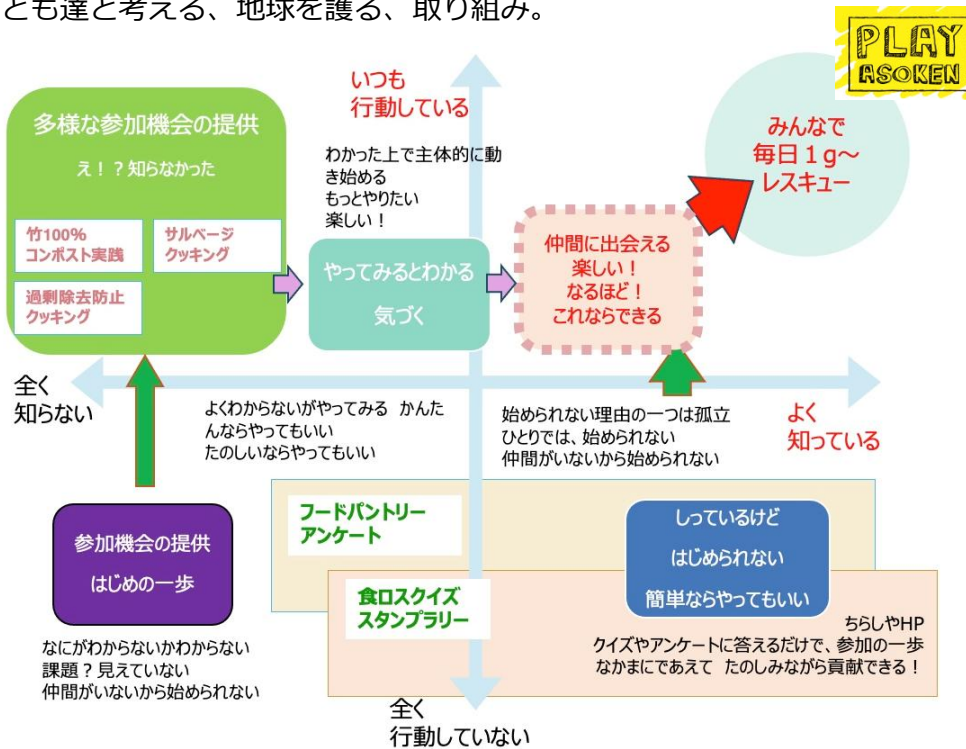 とも達と考える、地球を護る、取り組み。
PLAY
ASOKEN
いつも
行動している
多様な参加機会の提供
え！？知らなかった
竹100%
コンポスト実践
サルベージ
クッキング
過剰除去防止
クッキング
わかった上で主体的に動
き始める
もっとやりたい
楽しい！
やってみるとわかる
気づく
仲間に出会える
楽しい！
なるほど！
これならできる
みんなで
毎日１g～
レスキュー
全く
知らない
よく
知っている
よくわからないがやってみる かんた
んならやってもいい
たのしいならやってもいい
始められない理由の一つは孤立
ひとりでは、始められない
仲間がいないから始められない
参加機会の提供
はじめの一歩
なにがわからないかわからない
課題？見えていない
仲間がいないから始められない
フードパントリー
アンケート
食ロスクイズ
スタンプラリー
しっているけど
はじめられない
簡単ならやってもいい
ちらしやHP
クイズやアンケートに答えるだけで、参加の一歩
なかまにであえて たのしみながら貢献できる！
全く
行動していない